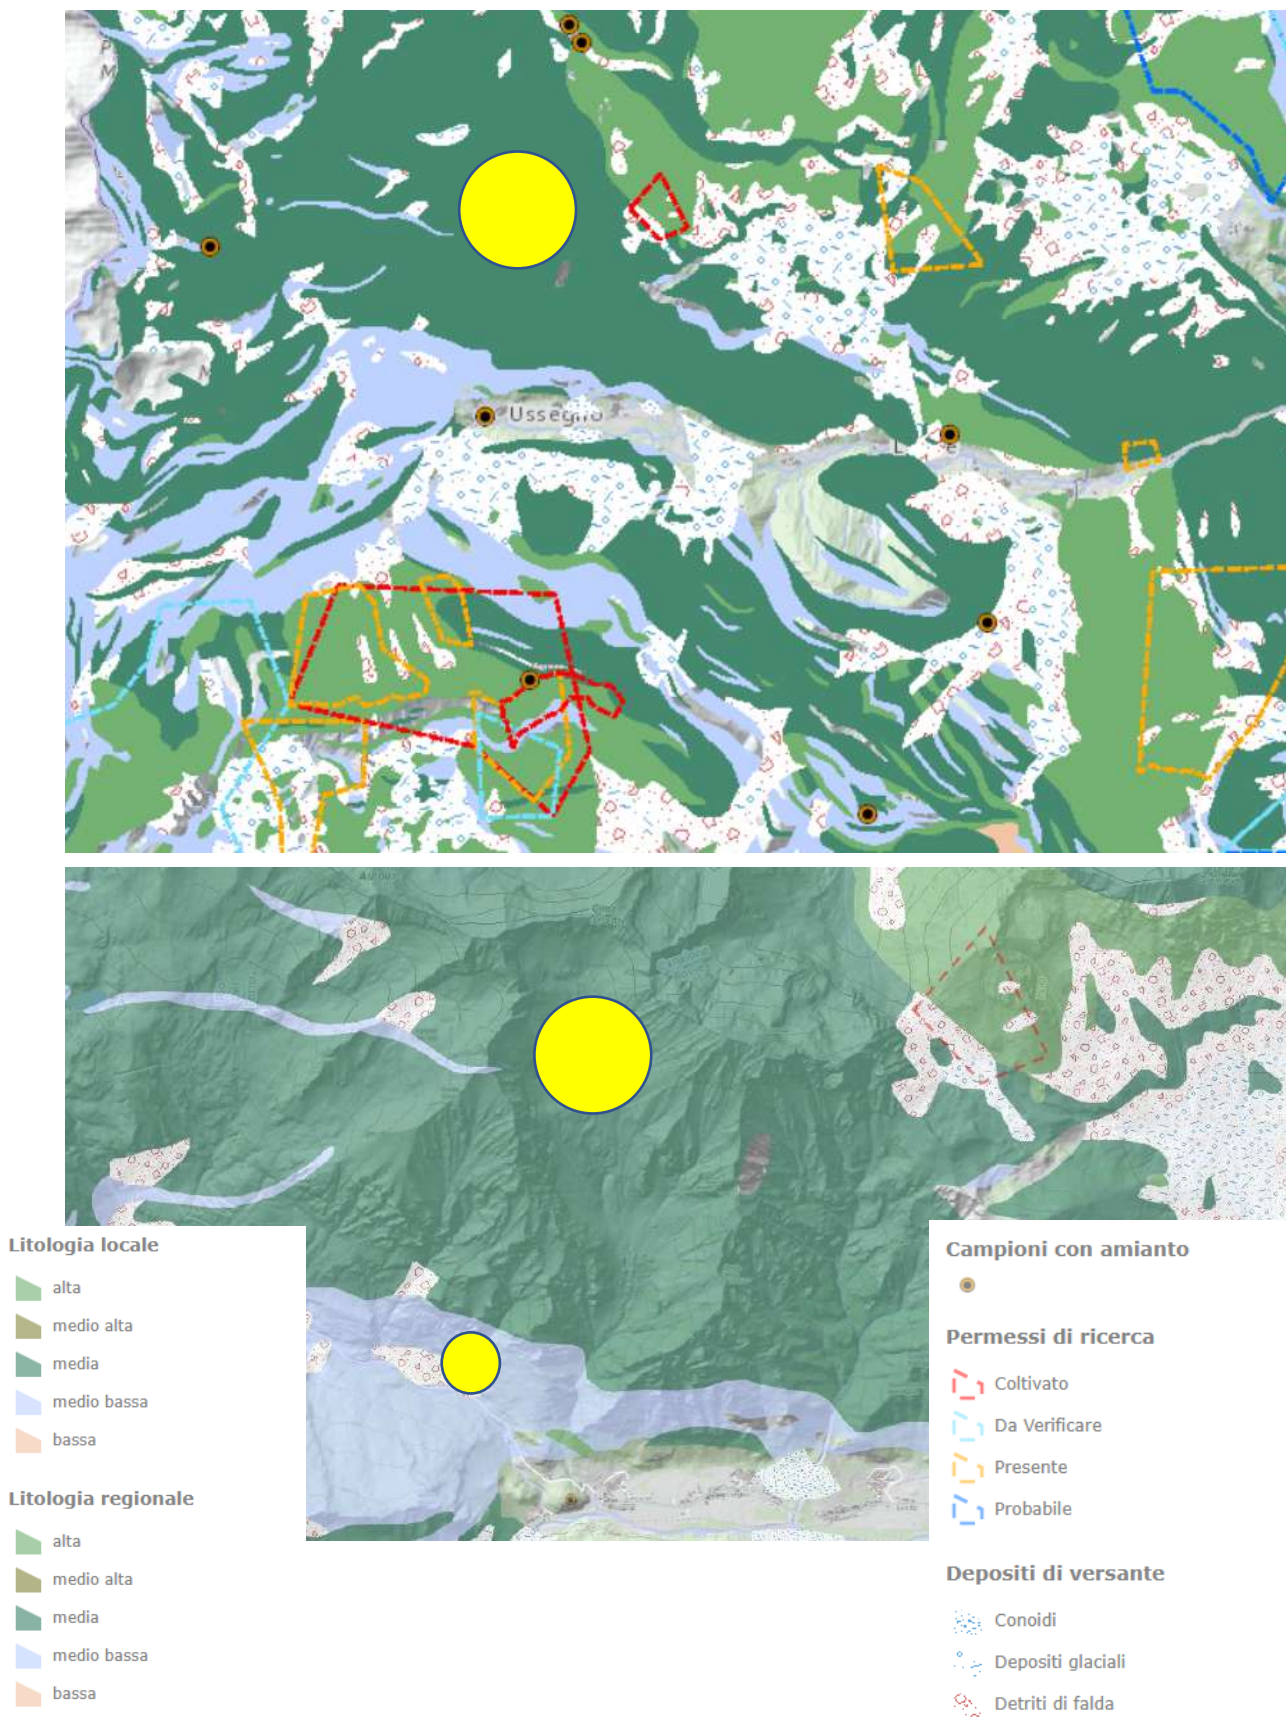 P
M
Usseglio
L
e
M
Litologia locale
alta
medio alta
media
medio bassa
bassa
Litologia regionale
alta
medio alta
media
medio bassa
bassa
Campioni con amianto
Permessi di ricerca
Coltivato
Da Verificare
Presente
Probabile
Depositi di versante
Conoidi
Depositi glaciali
Detriti di falda